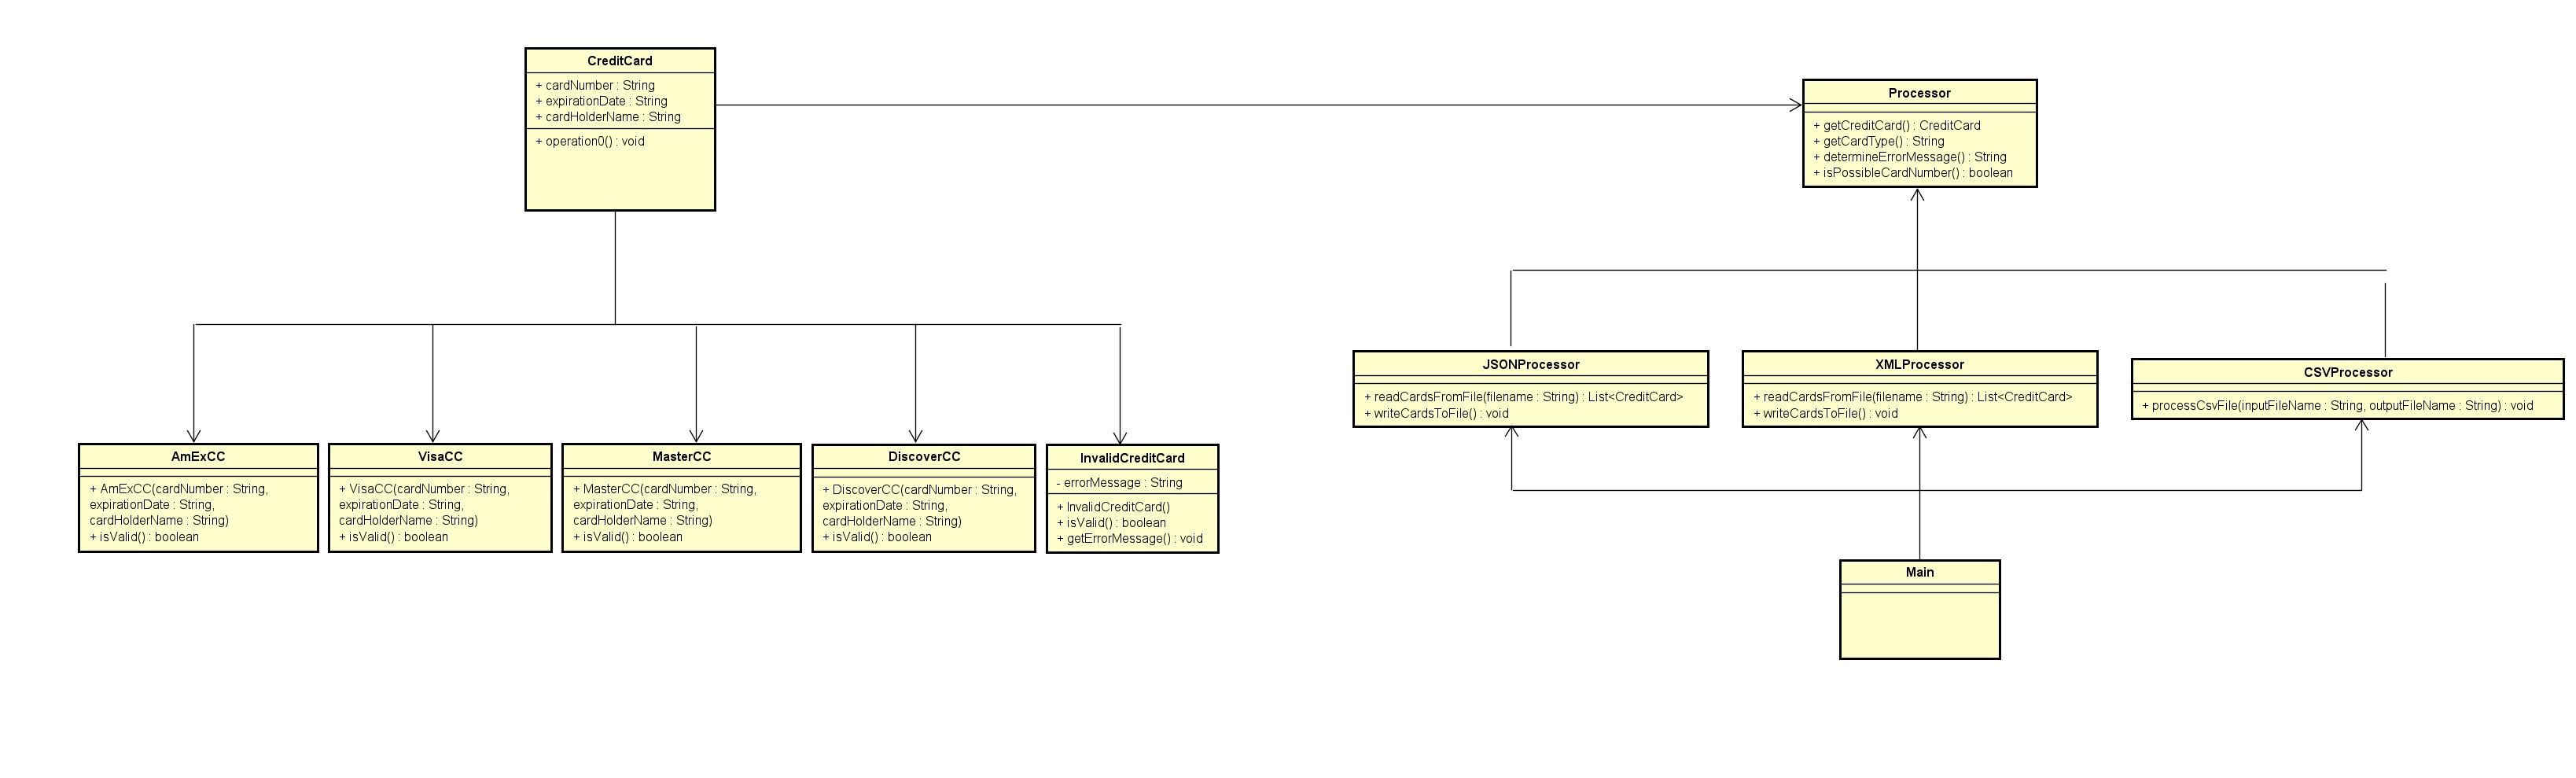 CreditCard
+ cardNumber : String
+ expirationDate : String
+ cardHolderName : String
+ operation0() : void
Processor
+ getCreditCard() : CreditCard
+ getCardType() : String
+ determineErrorMessage() : String
+ isPossibleCardNumber() : boolean
JSONProcessor
+ readCardsFromFile(filename : String) : List<CreditCard>
+ writeCardsToFile() : void
XMLProcessor
+ readCardsFromFile(filename : String) : List<CreditCard>
+ writeCardsToFile() : void
CSVProcessor
+ processCsvFile(inputFileName : String, outputFileName : String) : void
AmExCC
+ AmExCC(cardNumber : String,
expirationDate : String,
cardHolderName : String)
+ isValid() : boolean
VisaCC
+ VisaCC(cardNumber : String,
expirationDate : String,
cardHolderName : String)
+ isValid() : boolean
MasterCC
+ MasterCC(cardNumber : String,
expirationDate : String,
cardHolderName : String)
+ isValid() : boolean
DiscoverCC
+ DiscoverCC(cardNumber : String,
expirationDate : String,
cardHolderName : String)
+ isValid() : boolean
InvalidCreditCard
- errorMessage : String
+ InvalidCreditCard()
+ isValid() : boolean
+ getErrorMessage() : void
Main